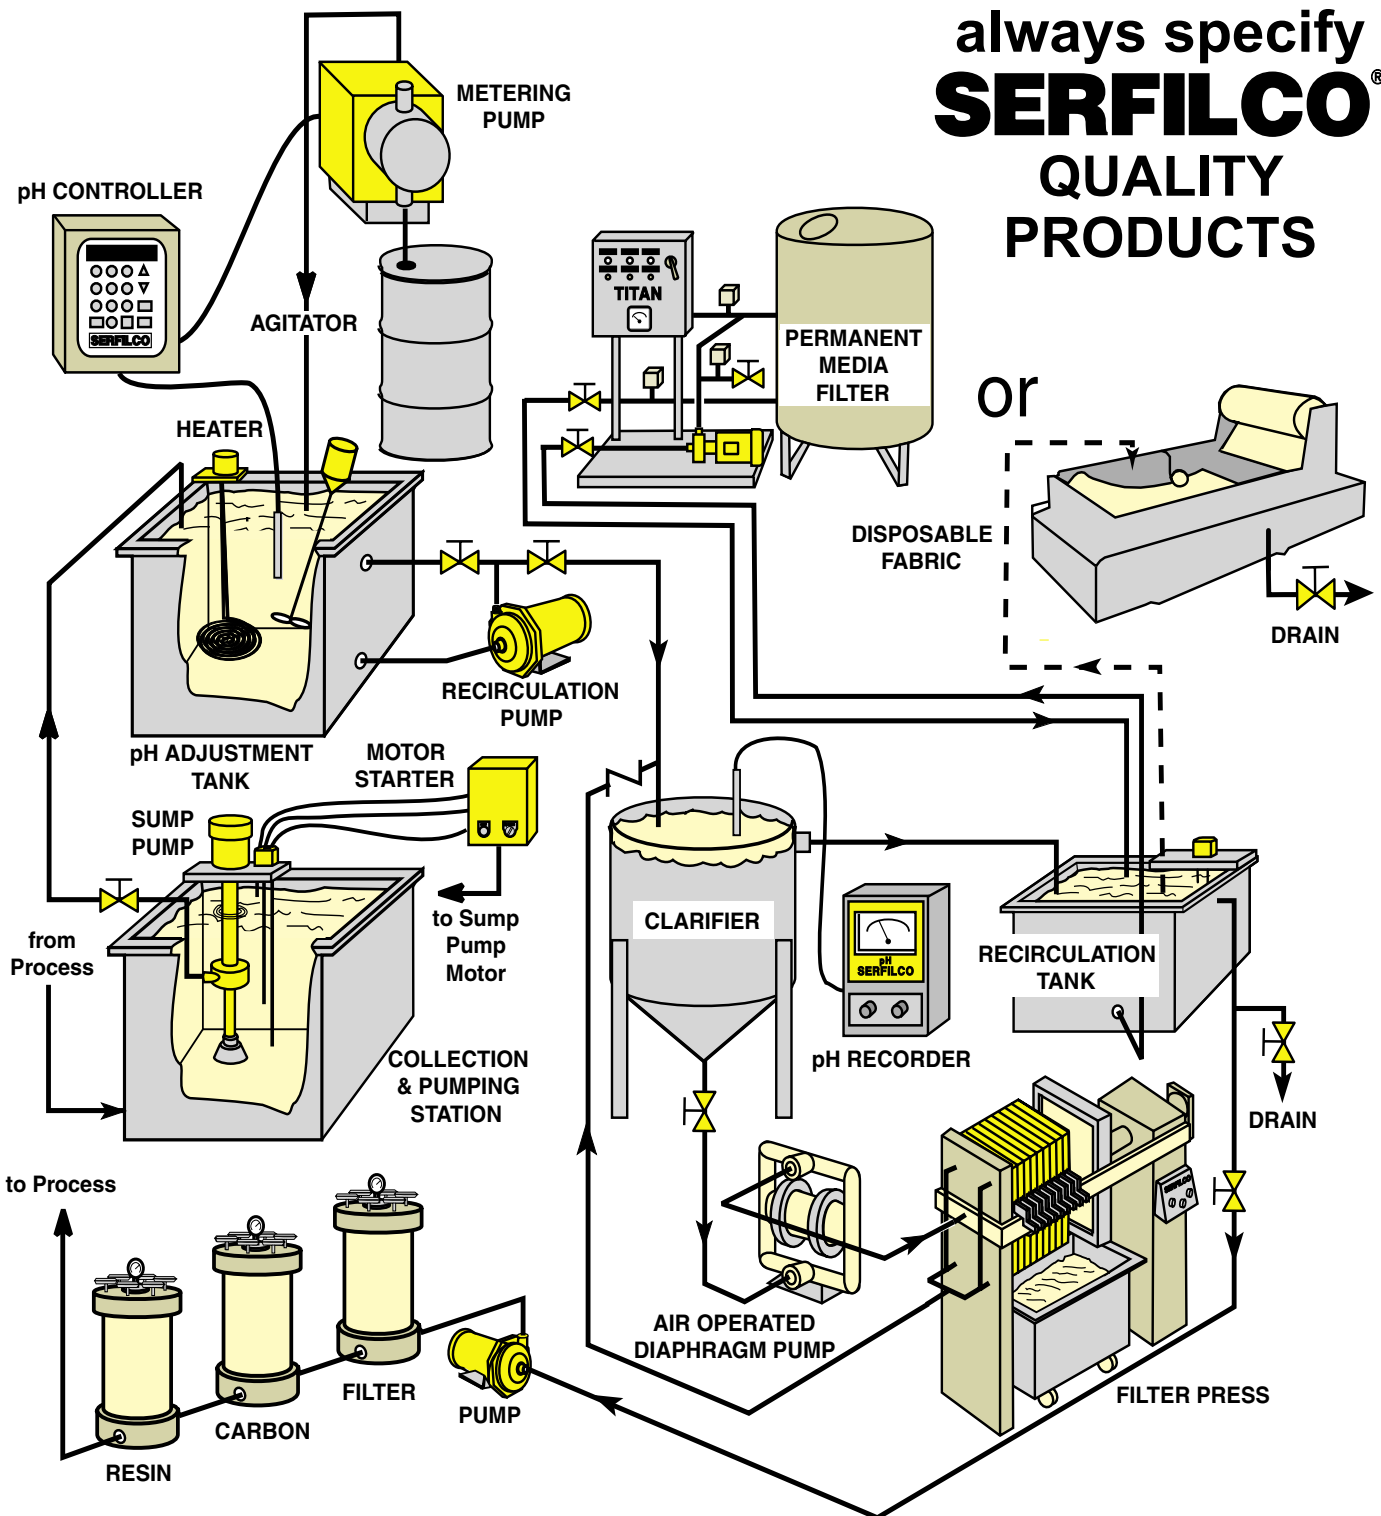 always specify
SERFILCO®
QUALITY
PRODUCTS
METERING
PUMP
pH CONTROLLER
SERFILCO
AGITATOR
HEATER
TITAN
PERMANENT
MEDIA
FILTER
or
DISPOSABLE
FABRIC
DRAIN
RECIRCULATION
PUMP
pH ADJUSTMENT
TANK
MOTOR
STARTER
SUMP
PUMP
to Sump
Pump
Motor
from
Process
COLLECTION
& PUMPING
STATION
CLARIFIER
pH
SERFILCO
pH RECORDER
RECIRCULATION
TANK
DRAIN
to Process
AIR OPERATED
DIAPHRAGM PUMP
SERFILCO
FILTER PRESS
FILTER
PUMP
CARBON
RESIN